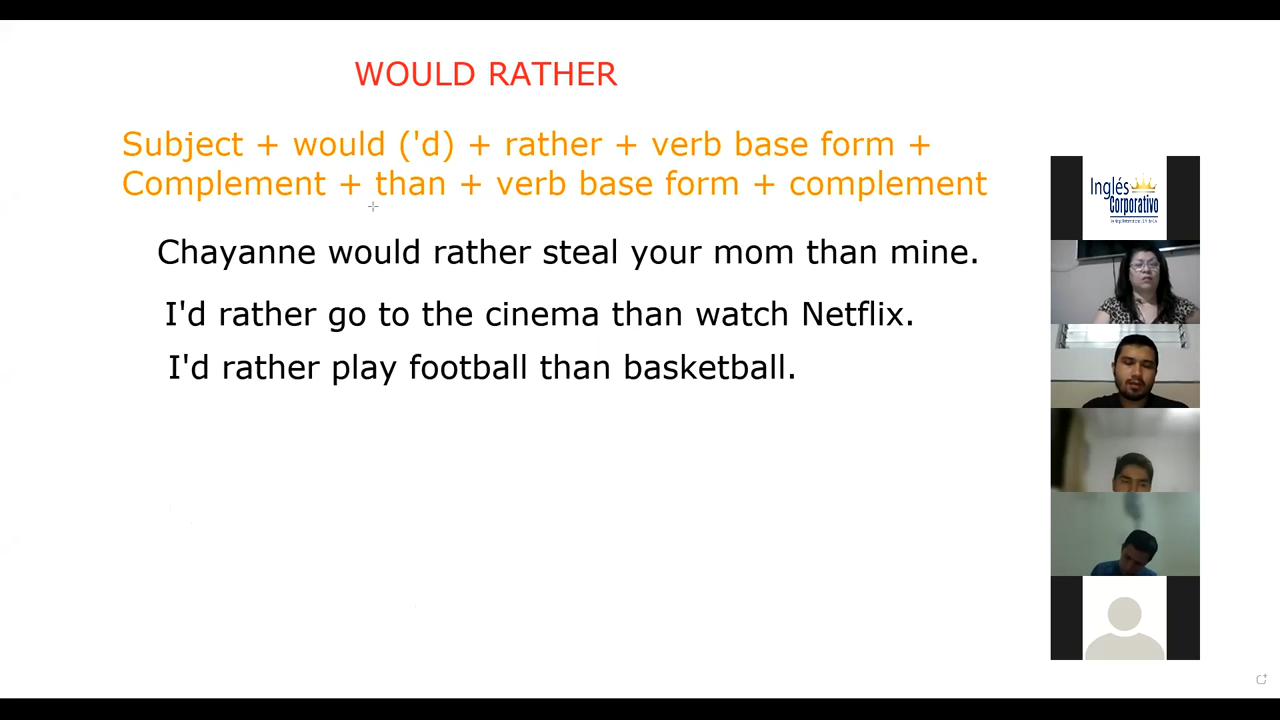 WOULD RATHER
Subject + would ('d) + rather + verb base form +
Complement + than + verb base form + complement
Chayanne would rather steal your mom than mine.
I'd rather go to the cinema than watch Netflix.
I'd rather play football than basketball.
Inglés
Corporativo